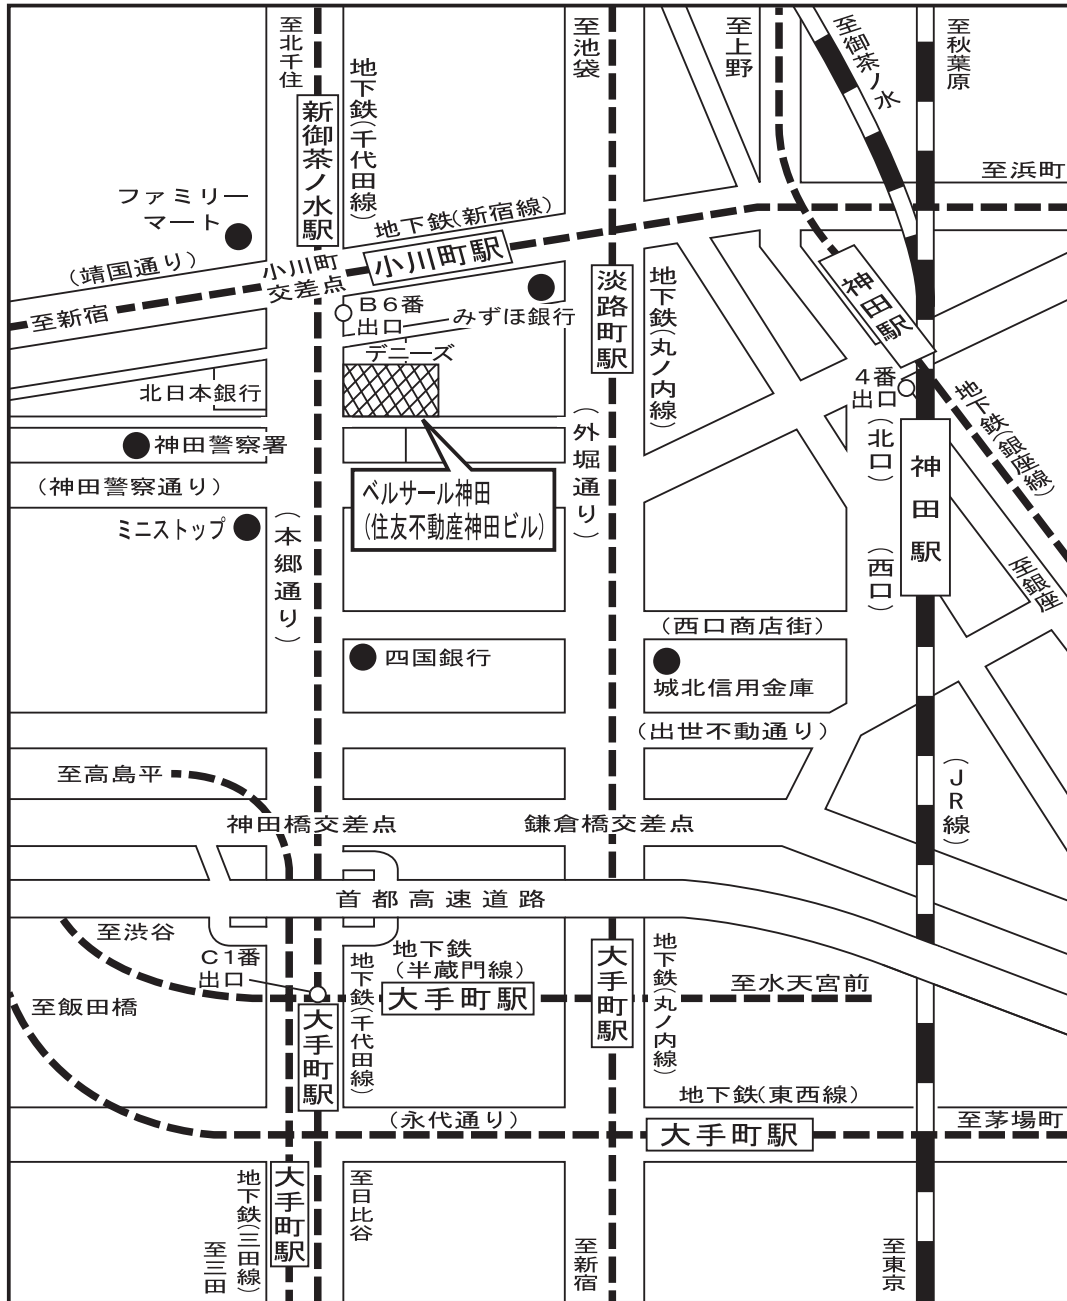 至北千住
地下鉄(千代田線)
新御茶ノ水駅
至池袋
至上野
至御茶ノ水
至秋葉原
至浜町
ファミリー
マート
地下鉄(新宿線)
(靖国通り)
小川町
交差点
小川町駅
至新宿
B6番
出口
みずほ銀行
デニーズ
淡路町駅
地下鉄(丸ノ内線)
神田駅
4番
出口
地下鉄(銀座線)
北日本銀行
神田警察署
(神田警察通り)
ミニストップ
(本郷通り)
ベルサール神田
(住友不動産神田ビル)
(外堀通り)
(北口)
神田駅
(西口)
至銀座
(西口商店街)
四国銀行
城北信用金庫
(出世不動通り)
至高島平
(JR線)
神田橋交差点
鎌倉橋交差点
首都高速道路
至渋谷
C1番
出口
地下鉄
(半蔵門線)
大手町駅
至水天宮前
至飯田橋
大手町駅
地下鉄(千代田線)
大手町駅
地下鉄(丸ノ内線)
地下鉄(東西線)
(永代通り)
大手町駅
至茅場町
地下鉄(三田線)
至三田
大手町駅
至日比谷
至新宿
至東京